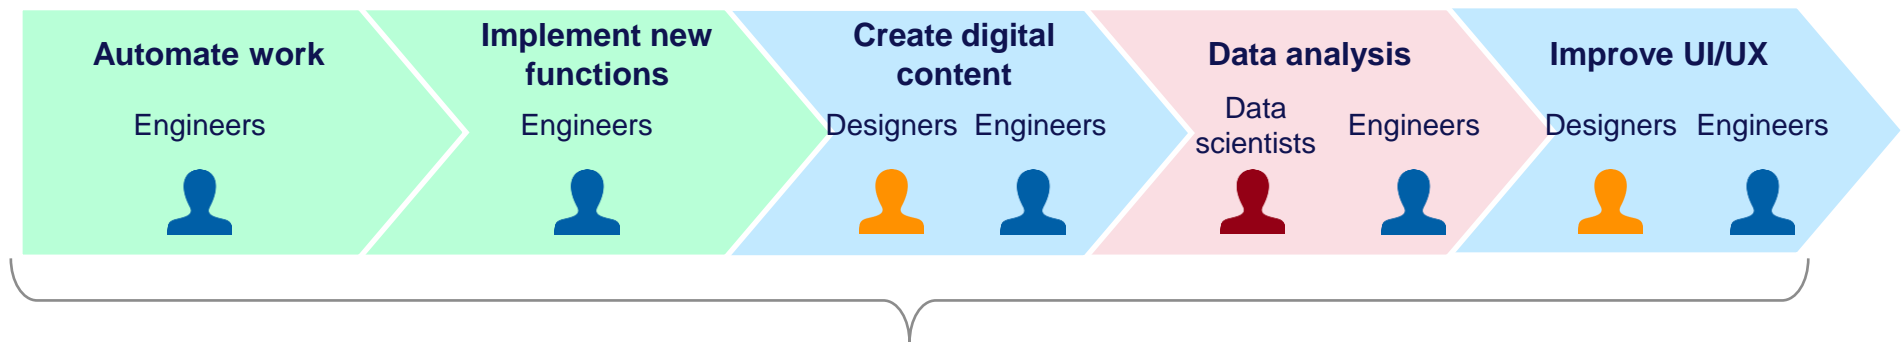 Automate work
Engineers
Implement new
functions
Engineers
Create digital
content
Designers Engineers
Data analysis
Data
scientists
Engineers
Improve UI/UX
Designers Engineers